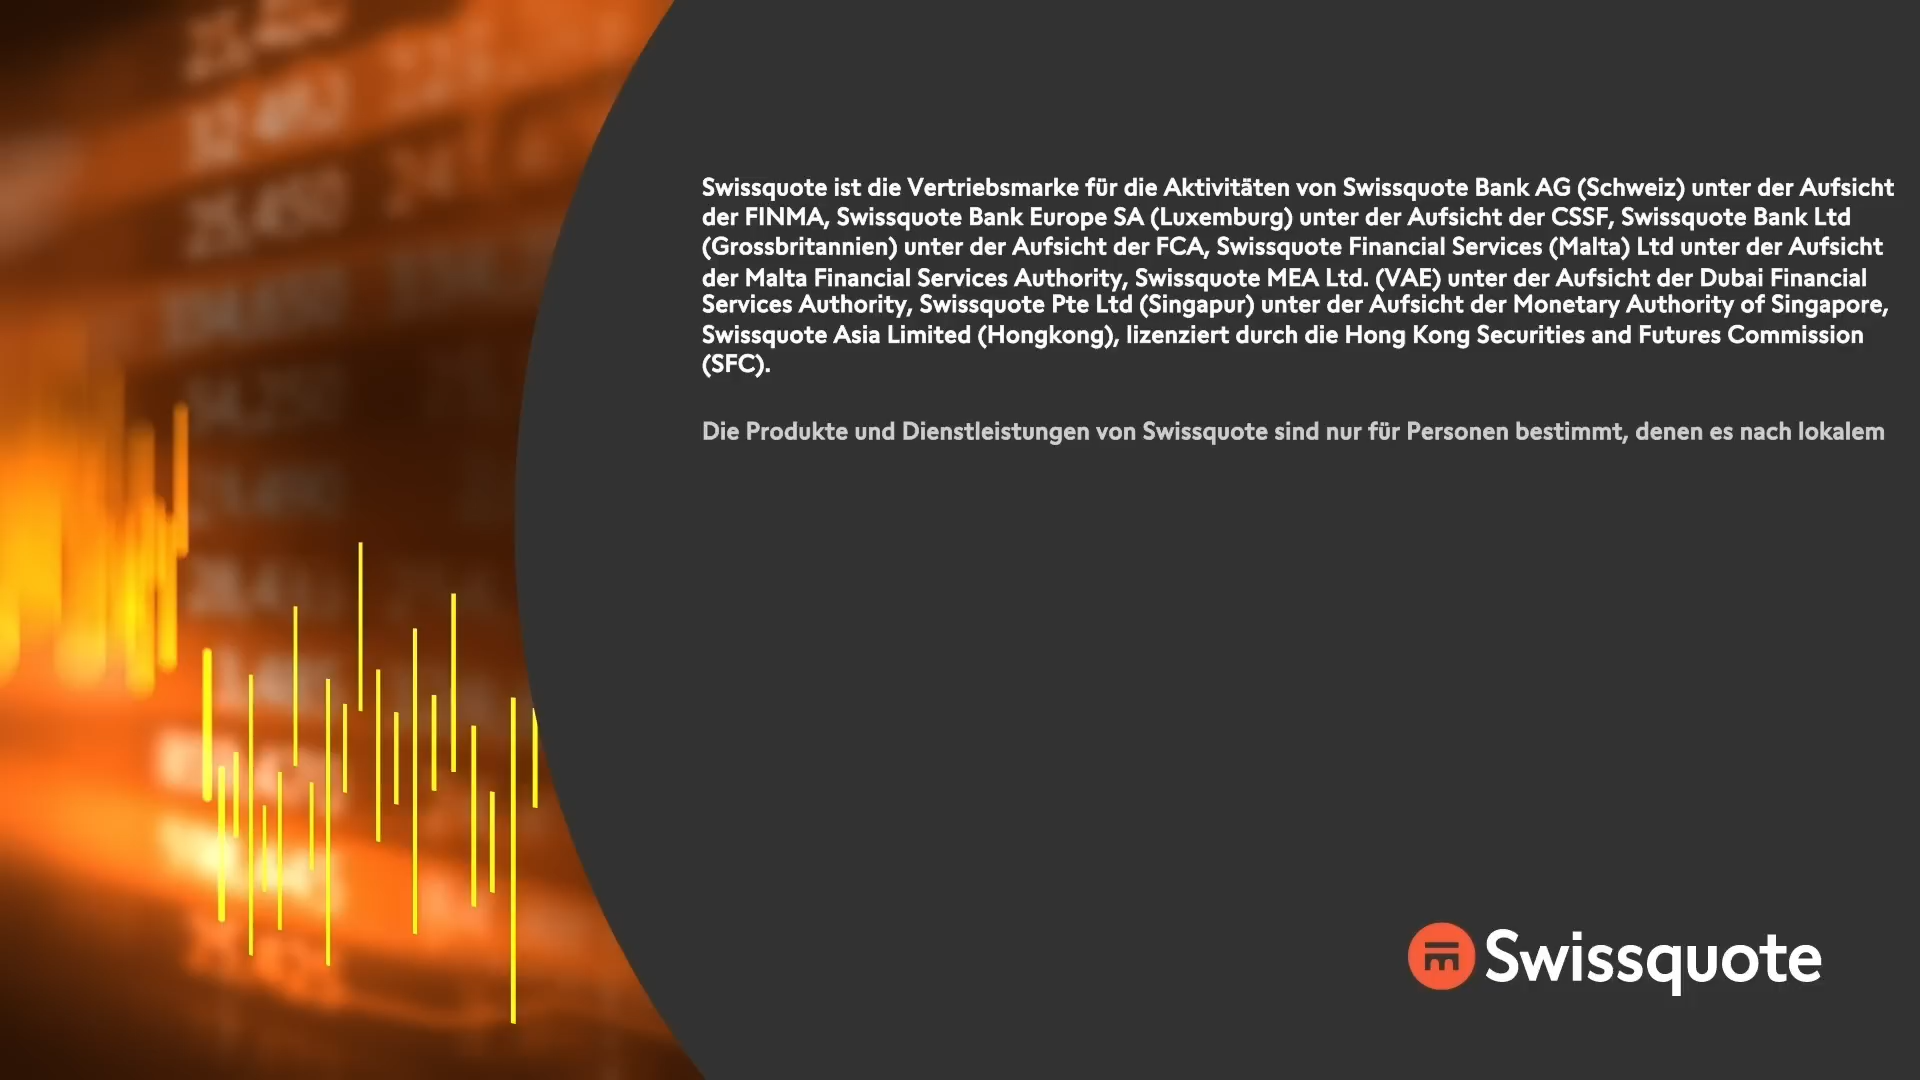 Swissquote ist die Vertriebsmarke für die Aktivitäten von Swissquote Bank AG (Schweiz) unter der Aufsicht
der FINMA, Swissquote Bank Europe SA (Luxemburg) unter der Aufsicht der CSSF, Swissquote Bank Ltd
(Grossbritannien) unter der Aufsicht der FCA, Swissquote Financial Services (Malta) Ltd unter der Aufsicht
der Malta Financial Services Authority, Swissquote MEA Ltd. (VAE) unter der Aufsicht der Dubai Financial
Services Authority, Swissquote Pte Ltd (Singapur) unter der Aufsicht der Monetary Authority of Singapore,
Swissquote Asia Limited (Hongkong), lizenziert durch die Hong Kong Securities and Futures Commission
(SFC).
Die Produkte und Dienstleistungen von Swissquote sind nur für Personen bestimmt, denen es nach lokalem
Swissquote